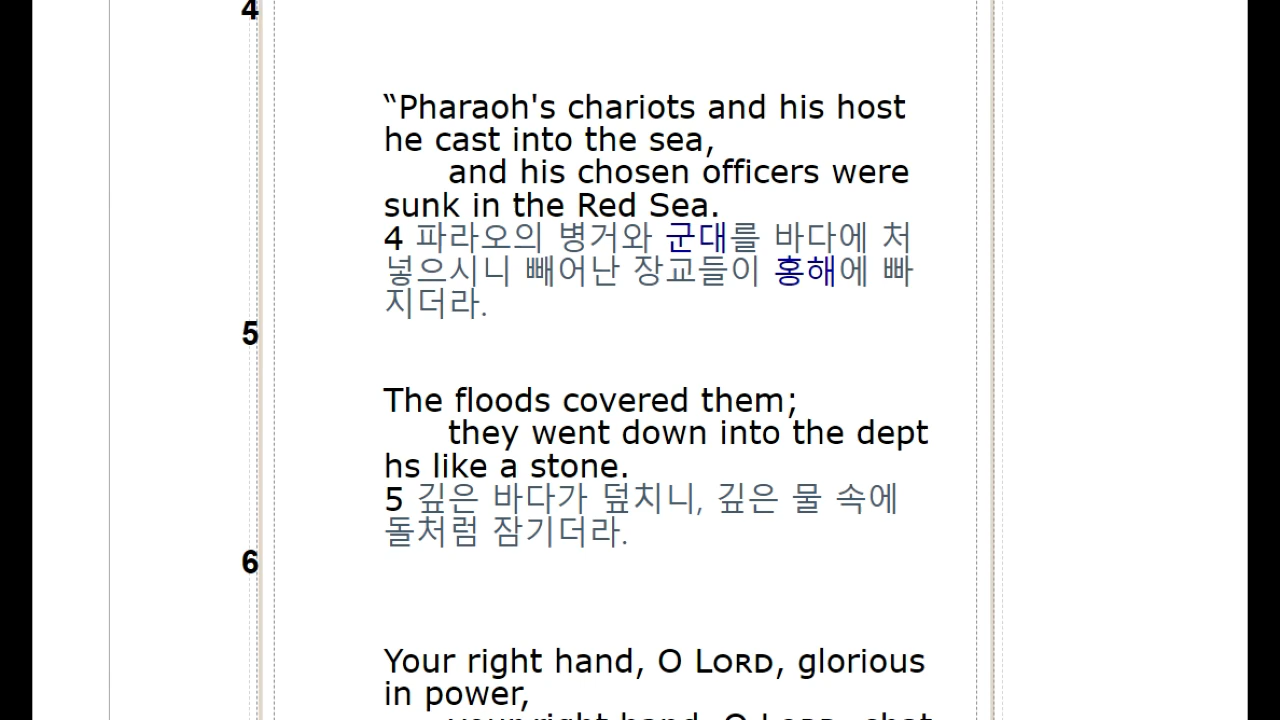 4
“Pharaoh's chariots and his host
he cast into the sea,
and his chosen officers were
sunk in the Red Sea.
4 파라오의 병거와 군대를 바다에 처
넣으시니 빼어난 장교들이 홍해에 빠
지더라.
5
The floods covered them;
they went down into the dept
hs like a stone.
5 깊은 바다가 덮치니, 깊은 물 속에
돌처럼 잠기더라.
6
Your right hand, O LORD, glorious
in power,
your right hand, O LORD, shat